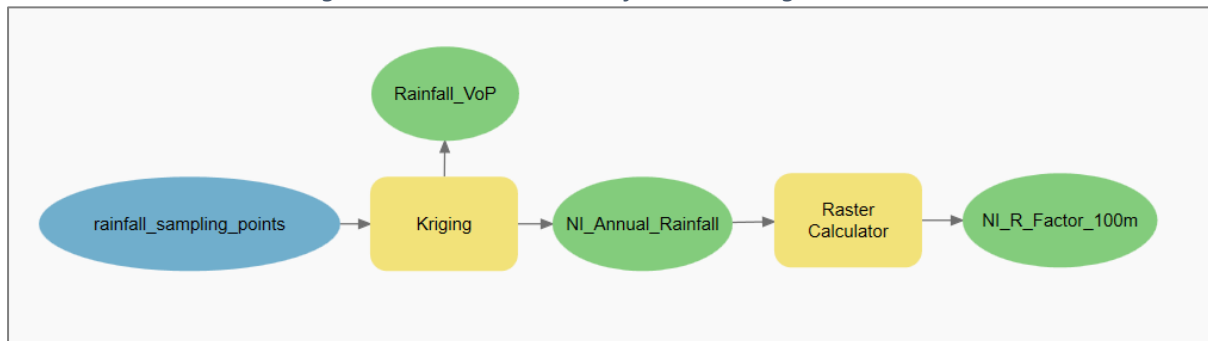 Rainfall_VoP
rainfall_sampling_points
Kriging
NI_Annual_Rainfall
Raster
Calculator
NI_R_Factor_100m